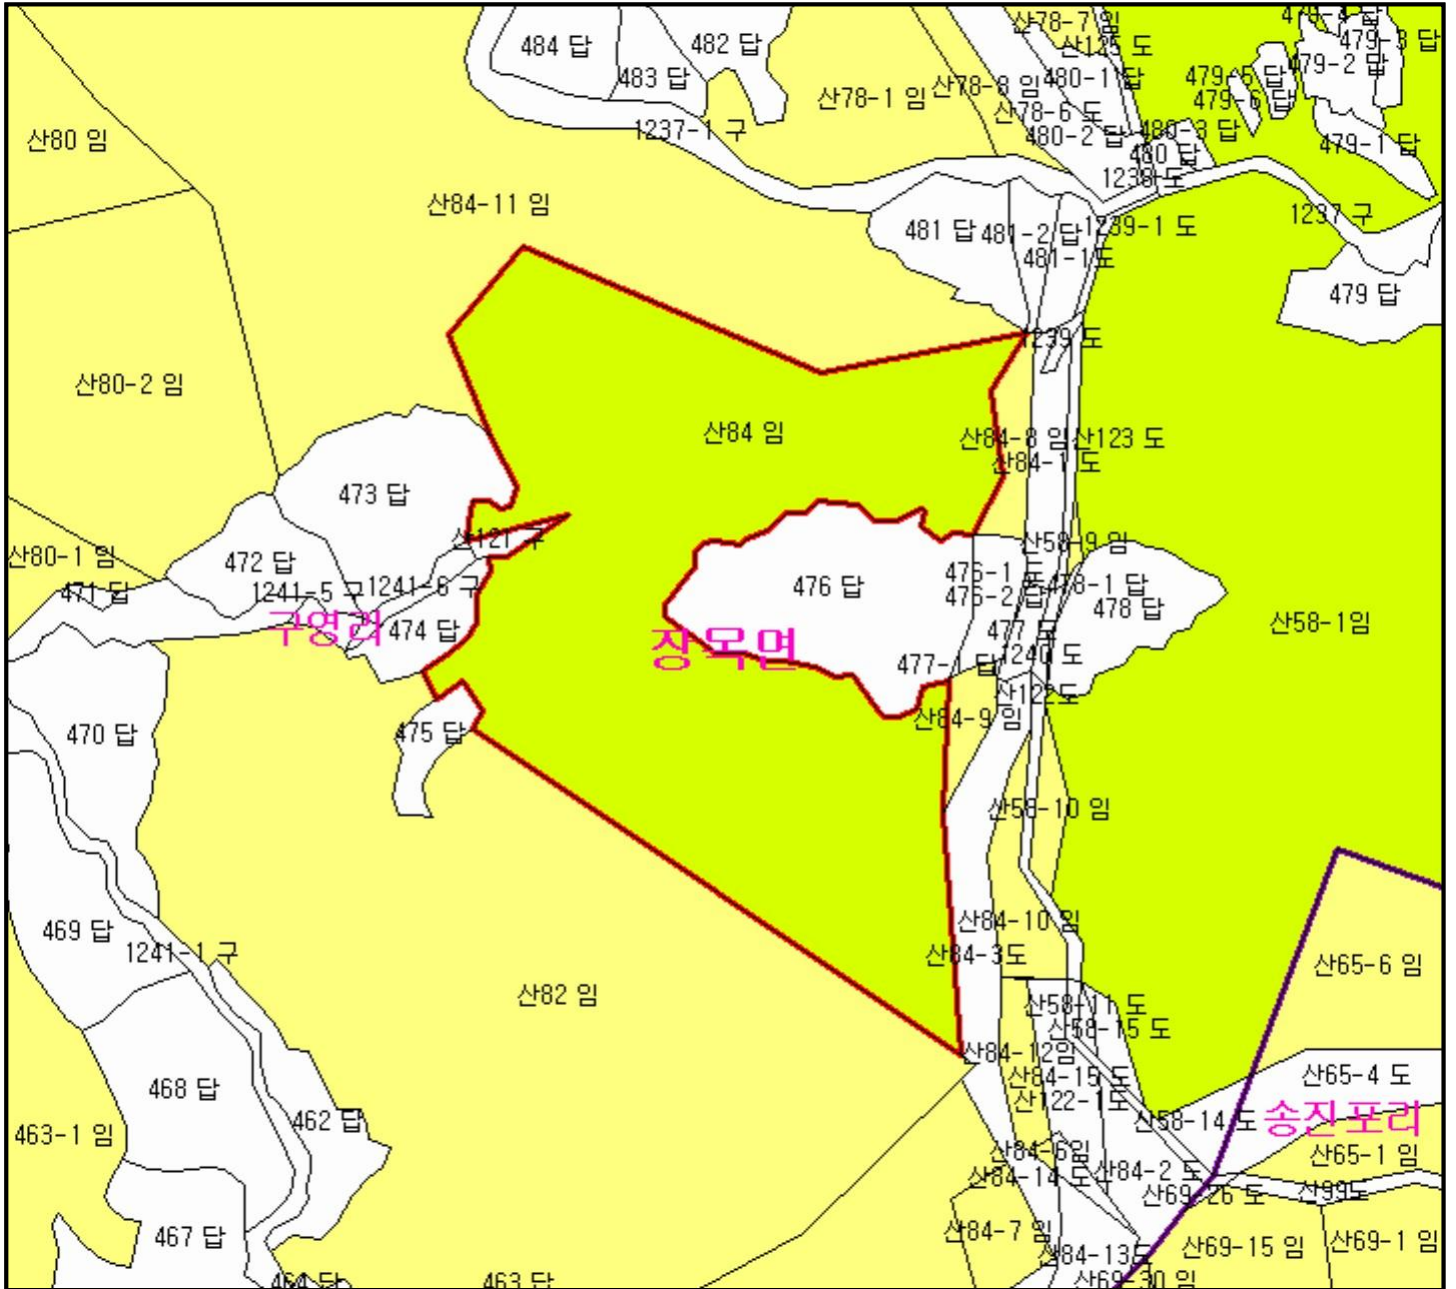 산78-7 임
484 답
482 답
산125 도
479-3 답
483 답
480-1 답
479-2 답
산78-8 임
산78-1 임
479-5 답
479-6 답
산78-6 도
1237-1 구
480-2 답
480-3 답
산80 임
479-1 답
480 답
1238 도
산84-11 임
1237 구
1239-1 도
481 답
481-2 답
481-1도
479 답
1239 도
산80-2 임
산84 임
산84-8 임
산123 도
산84-1 도
473 답
산121 구
산58-9 임
산80-1 임
472 답
476-1 도
476 답
478-1 답
471 답
1241-5 구
1241-6 구
476-2 답
478 답
구영리
474 답
장목면
477 도
산58-1임
1240 도
477-1 답
산122도
산84-9 임
470 답
475 답
산58-10 임
469 답
산84-10 임
1241-1 구
산84-3도
산65-6 임
산82 임
산58-11 도
산58-15 도
산84-12임
468 답
산84-15 도
산65-4 도
산122-1도
462 답
산58-14 도
송진포리
463-1 임
산84-6임
산65-1 임
산84-14 도
산84-2 도
산69-26 도
산99도
467 답
산84-7 임
산69-15 임
산69-1 임
산84-13도
464 답
463 답
산69-30 임